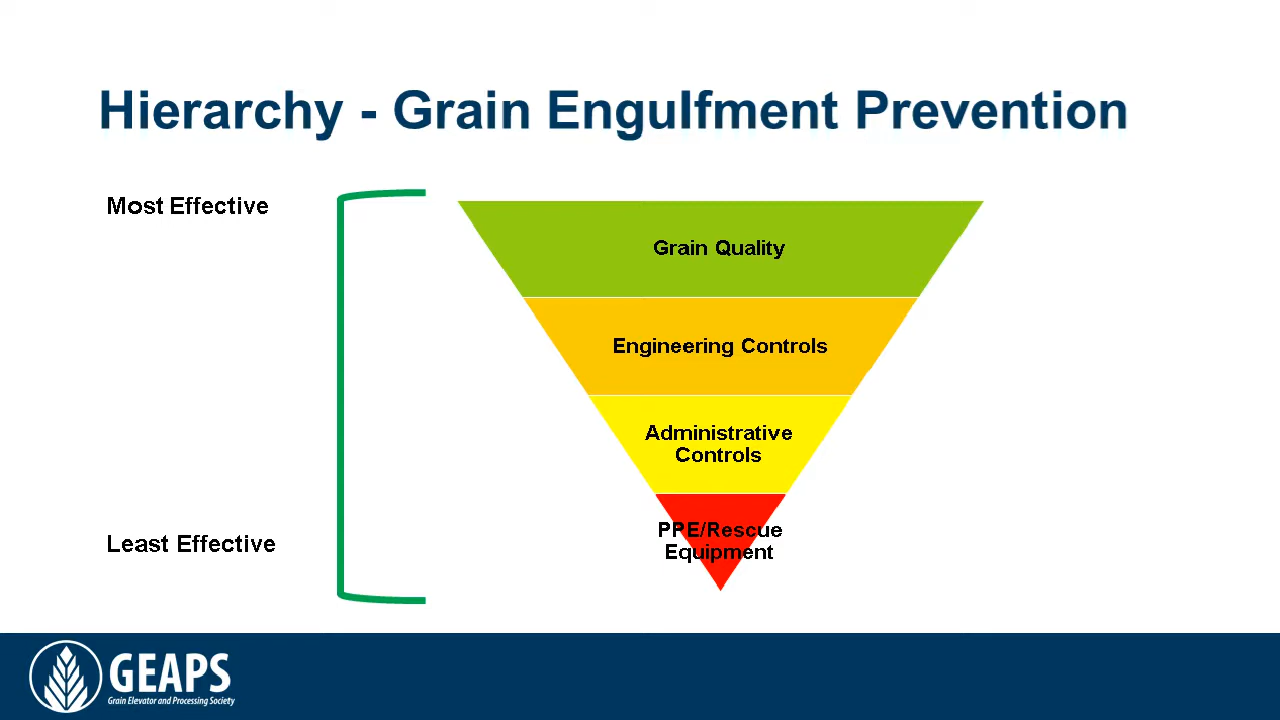 Hierarchy - Grain Engulfment Prevention
Most Effective
Grain Quality
Engineering Controls
Administrative
Controls
PPE/Rescue
Equipment
Least Effective
GEAPS
Grain Elevator and Processing Society